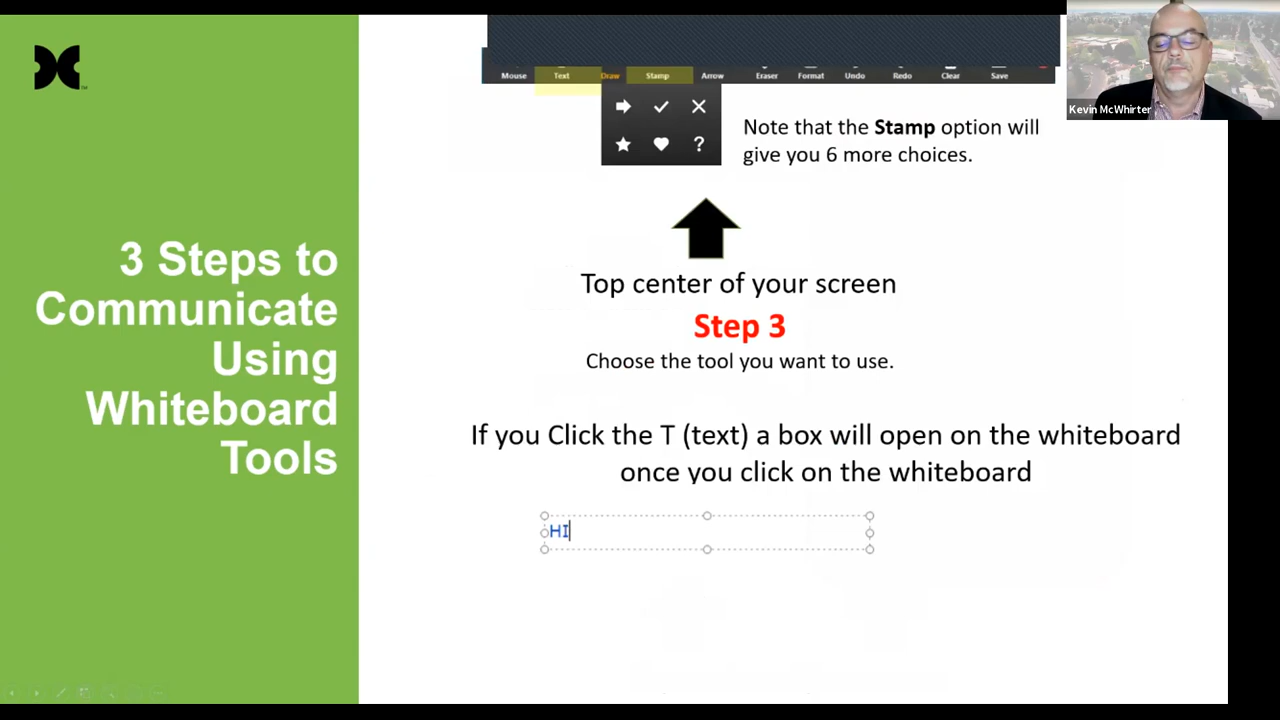 Mouse Text Draw Stamp Arrow Eraser Format Undo Redo Clear Save
Kevin McWhirter
Note that the Stamp option will
give you 6 more choices.
?
3 Steps to
Communicate
Using
Whiteboard
Tools
Top center of your screen
Step 3
Choose the tool you want to use.
If you Click the T (text) a box will open on the whiteboard
once you click on the whiteboard
HI